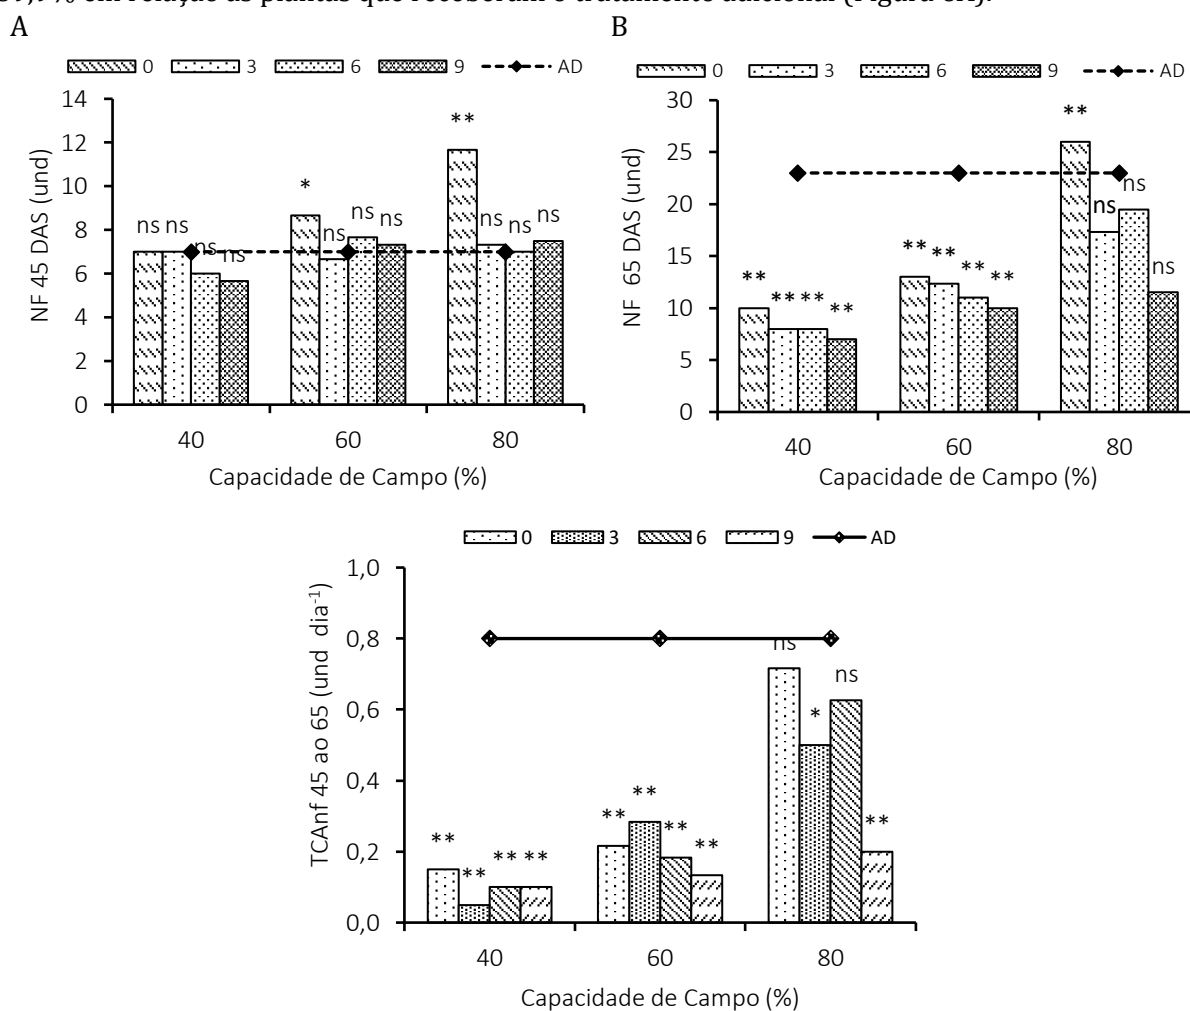 A B
0 3 6 9 AD
14
12
10
8
6
4
2
0
NF 45 DAS (und)
ns ns ns ns
* ns ns ns
** ns ns ns
40 60 80
Capacidade de Campo (%)
0 3 6 9 AD
30
25
20
15
10
5
0
NF 65 DAS (und)
** ** ** **
** ** ** **
** ns ns ns
40 60 80
Capacidade de Campo (%)
0 3 6 9 AD
1,0
0,8
0,6
0,4
0,2
0,0
TCAnf 45 ao 65 (und dia-1)
** ** ** **
** ** ** **
ns * ns **
40 60 80
Capacidade de Campo (%)